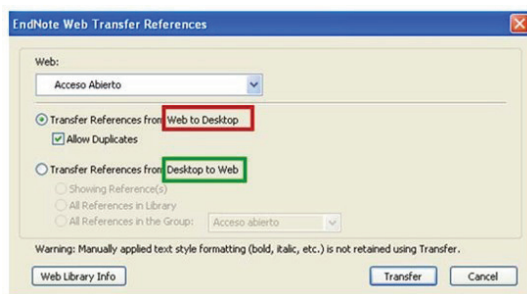 EndNote Web Transfer References
Web:
Acceso Abierto
Transfer References from Web to Desktop
Allow Duplicates
Transfer References from Desktop to Web
Showing Reference(s)
All References in Library
All References in the Group: Acceso abierto
Warning: Manually applied text style formatting (bold, italic, etc.) is not retained using Transfer.
Web Library Info Transfer Cancel